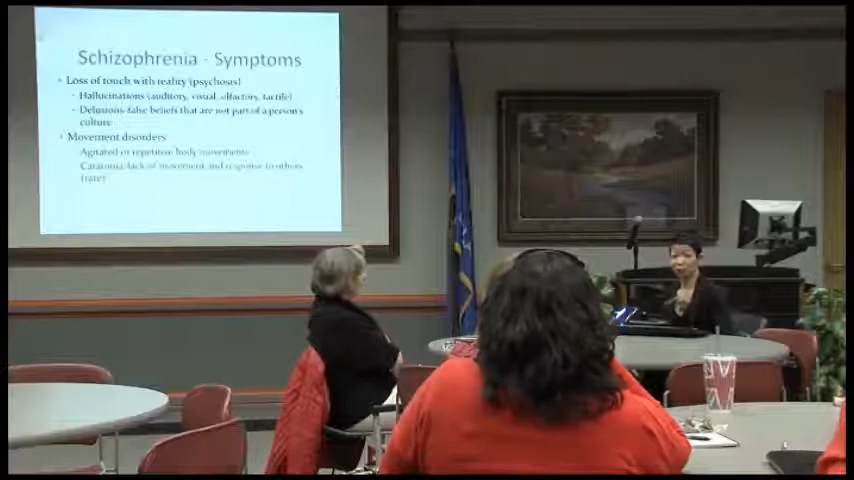 Schizophrenia - Symptoms
• Loss of touch with reality (psychosis)
- Hallucinations (auditory, visual, olfactory, tactile)
- Delusions-false beliefs that are not part of a person's
culture
• Movement disorders
Agitated or repetitive body movements
Catatonia-lack of movement and response to others
(rare)